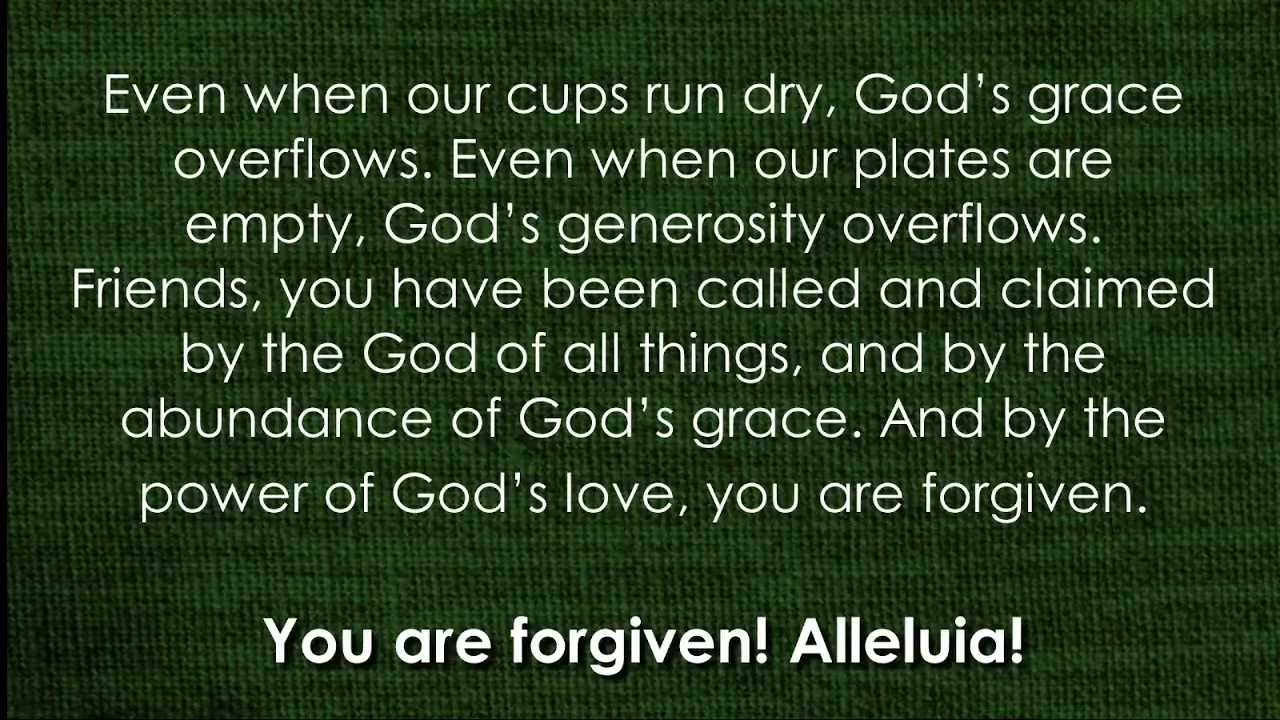 Even when our cups run dry, God’s grace
overflows. Even when our plates are
empty, God’s generosity overflows.
Friends, you have been called and claimed
by the God of all things, and by the
abundance of God’s grace. And by the
power of God’s love, you are forgiven.
You are forgiven! Alleluia!